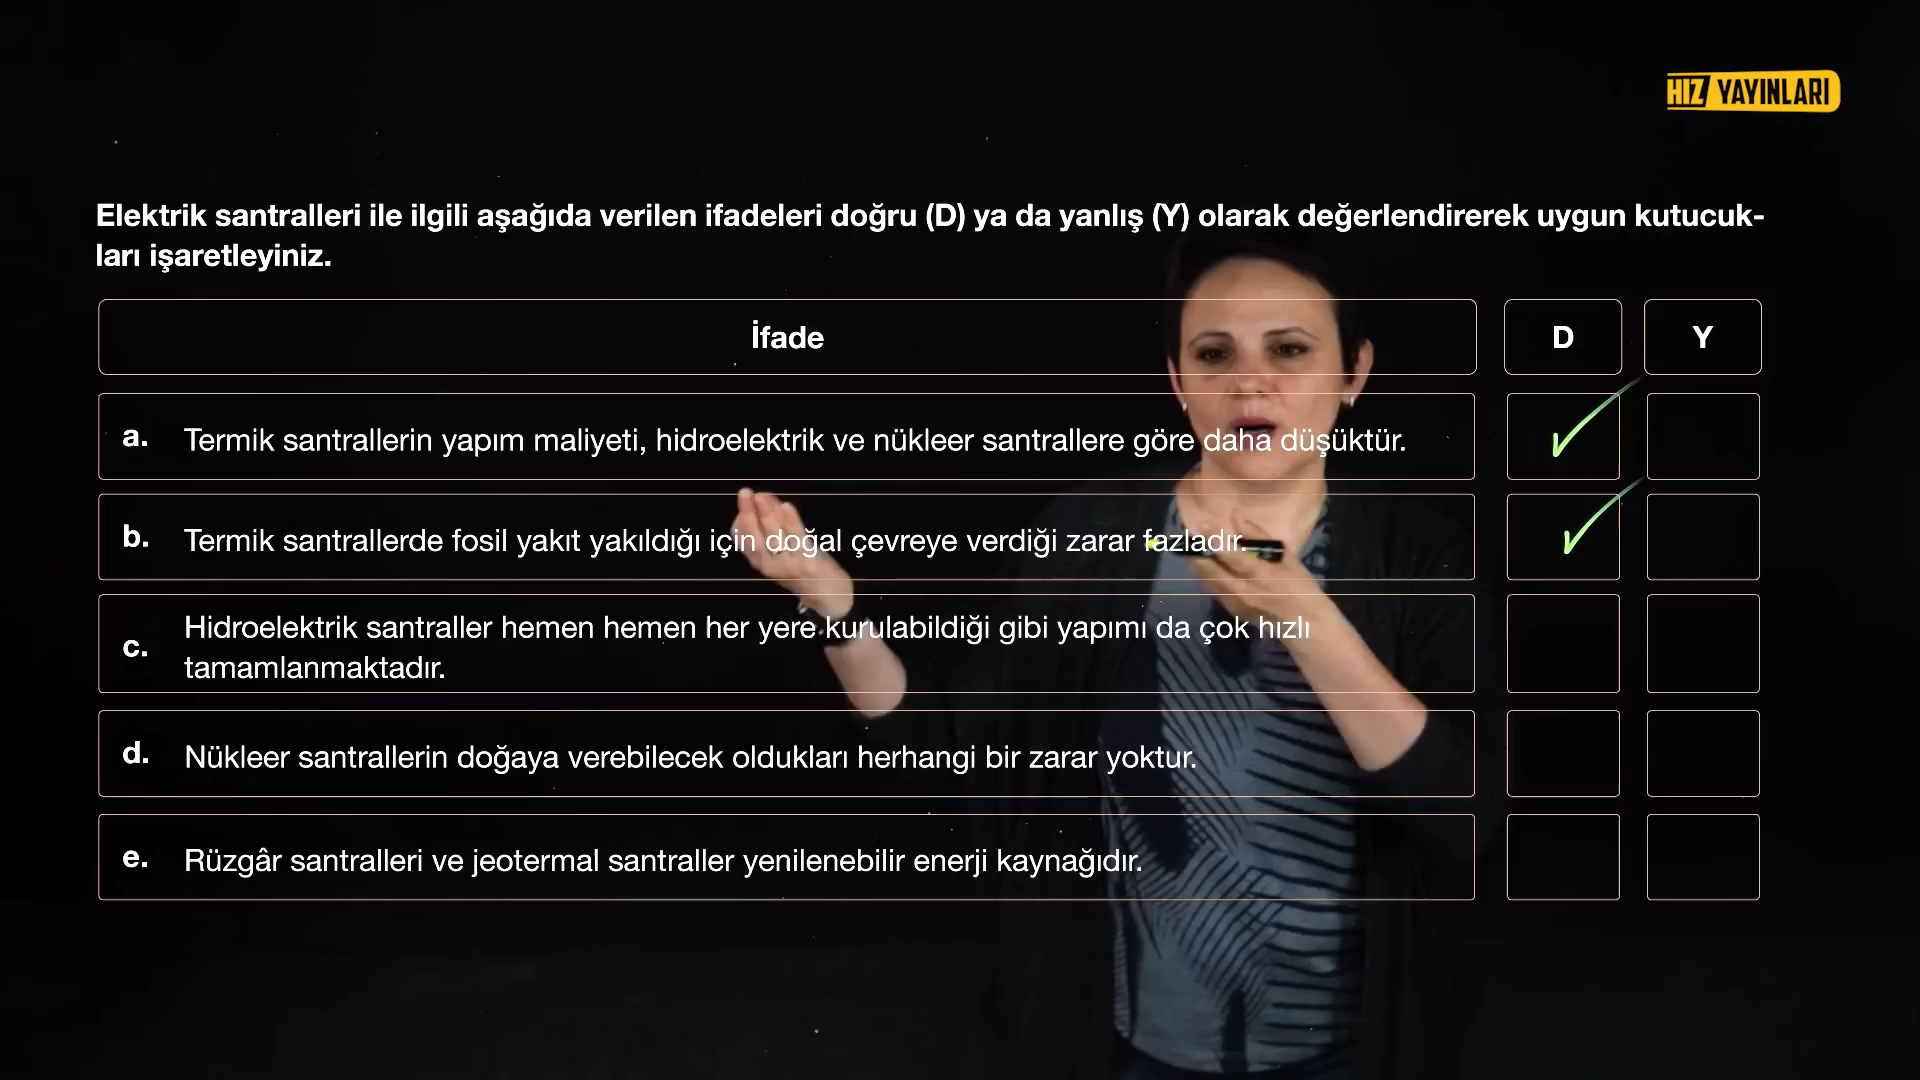 HIZ YAYINLARI
Elektrik santralleri ile ilgili aşağıda verilen ifadeleri doğru (D) ya da yanlış (Y) olarak değerlendirerek uygun kutucuk-
ları işaretleyiniz.
İfade D Y
a. Termik santrallerin yapım maliyeti, hidroelektrik ve nükleer santrallere göre daha düşüktür.
b. Termik santrallerde fosil yakıt yakıldığı için doğal çevreye verdiği zarar fazladır.
c. Hidroelektrik santraller hemen hemen her yere kurulabildiği gibi yapımı da çok hızlı
tamamlanmaktadır.
d. Nükleer santrallerin doğaya verebilecek oldukları herhangi bir zarar yoktur.
e. Rüzgâr santralleri ve jeotermal santraller yenilenebilir enerji kaynağıdır.